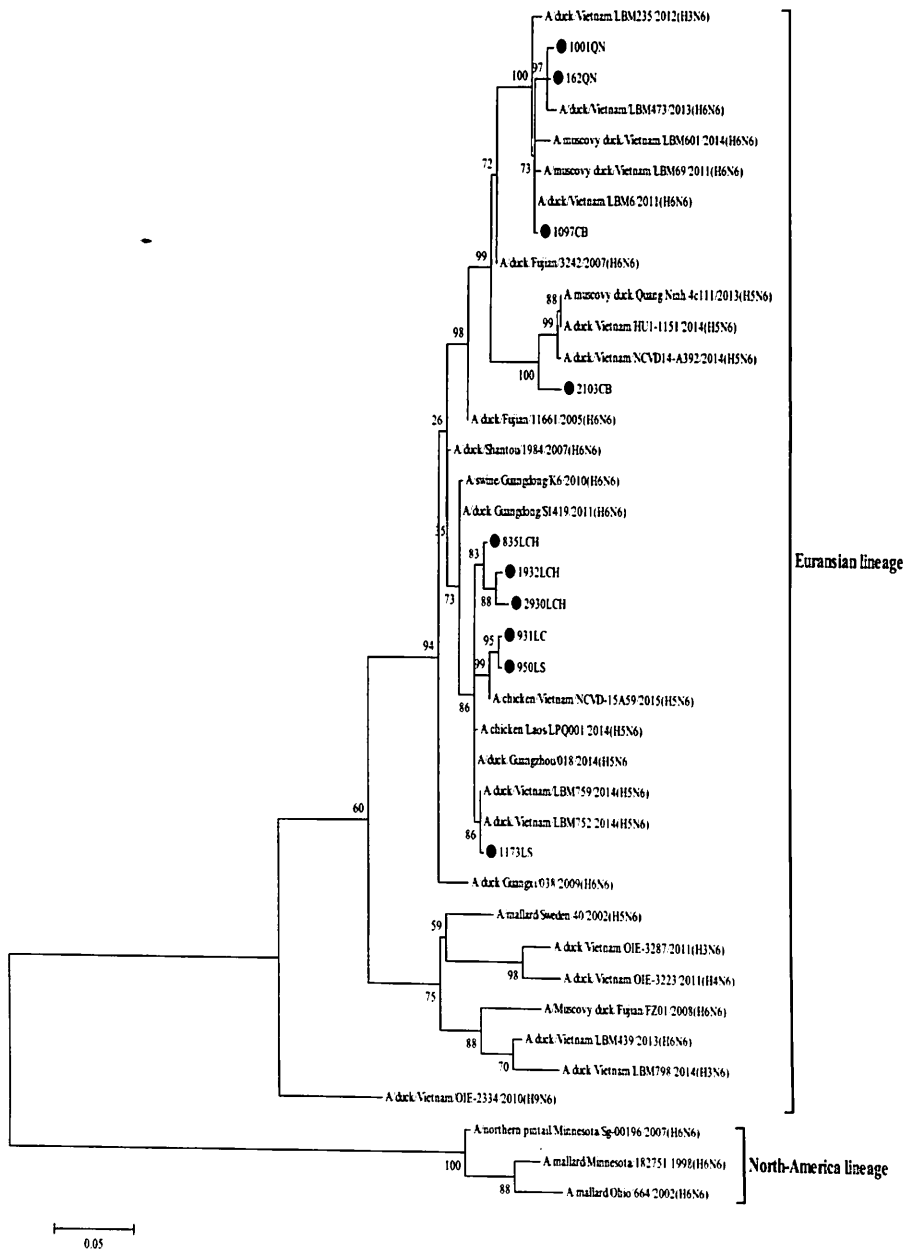 A/duck/Vietnam/LBM235/2012(H3N6)
1001QN
97
100
162QN
A/duck/Vietnam/LBM473/2013(H6N6)
A/muscovy duck/Vietnam/LBM601/2014(H6N6)
72
73
A/muscovy duck/Vietnam/LBM69/2011(H6N6)
A/duck/Vietnam/LBM6/2011(H6N6)
1097CB
99
A/duck/Fujian/3242/2007(H6N6)
88
A/muscovy duck/Quang Ninh/4c111/2013(H5N6)
99
A/duck/Vietnam/HU1-1151/2014(H5N6)
98
A/duck/Vietnam/NCVD14-A392/2014(H5N6)
100
2103CB
26
A/duck/Fujian/11661/2005(H6N6)
A/duck/Shantou/1984/2007(H6N6)
A/swine/Guangdong/K6/2010(H6N6)
A/duck/Guangdong/S1419/2011(H6N6)
35
835LCH
83
Euransian lineage
1932LCH
73
88
2930LCH
95
931LC
94
99
950LS
86
A/chicken/Vietnam/NCVD-15A59/2015(H5N6)
A/chicken/Laos/LPQ001/2014(H5N6)
A/duck/Guangzhou/018/2014(H5N6
A/duck/Vietnam/LBM759/2014(H5N6)
60
86
A/duck/Vietnam/LBM752/2014(H5N6)
1173LS
A/duck/Guangxi/038/2009(H6N6)
A/mallard/Sweden/40/2002(H5N6)
59
A/duck/Vietnam/OIE-3287/2011(H3N6)
98
A/duck/Vietnam/OIE-3223/2011(H4N6)
75
A/Muscovy duck/Fujian/FZ01/2008(H6N6)
88
A/duck/Vietnam/LBM439/2013(H6N6)
70
A/duck/Vietnam/LBM798/2014(H3N6)
A/duck/Vietnam/OIE-2334/2010(H9N6)
A/northern pintail/Minnesota/Sg-00196/2007(H6N6)
100
A/mallard/Minnesota/182751/1998(H6N6)
North-America lineage
88
A/mallard/Ohio/664/2002(H6N6)
0.05